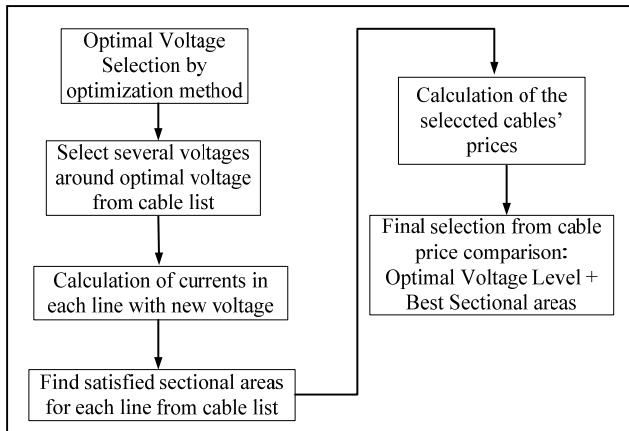 Optimal Voltage
Selection by
optimization method
Select several voltages
around optimal voltage
from cable list
Calculation of currents in
each line with new voltage
Find satisfied sectional areas
for each line from cable list
Calculation of the
seleccted cables'
prices
Final selection from cable
price comparison:
Optimal Voltage Level +
Best Sectional areas